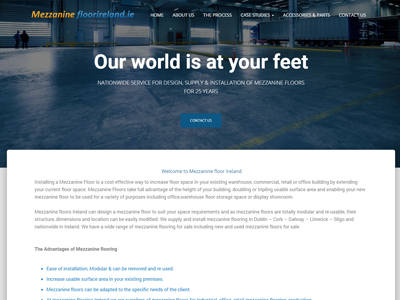 Mezzanine floorireland.ie
HOME ABOUT US THE PROCESS CASE STUDIES ACCESSORIES & PARTS CONTACT US
Our world is at your feet
NATIONWIDE SERVICE FOR DESIGN, SUPPLY & INSTALLATION OF MEZZANINE FLOORS
FOR 25 YEARS
CONTACT US
Welcome to Mezzanine floor Ireland
Installing a Mezzanine Floor is a cost effective way to increase floor space in your existing warehouse, commercial, retail or office building by extending
your current floor space. Mezzanine Floors take full advantage of the height of your building, doubling or tripling usable surface area and enabling your new
mezzanine floor to be used for a variety of purposes including office,warehouse floor storage space or display showroom.
Mezzanine floors Ireland can design a mezzanine floor to suit your space requirements and as mezzanine floors are totally modular and re-usable, their
structure, dimensions and location can be easily modified. We supply and install mezzanine flooring in Dublin – Cork – Galway – Limerick – Sligo and
nationwide in Ireland. We have a wide range of mezzanine flooring for sale including new and used mezzanine floors for sale.
The Advantages of Mezzanine flooring
Ease of installation, Modular & can be removed and re used.
Increase usable surface area in your existing premises.
Mezzanine floors can be adapted to the specific needs of the client.